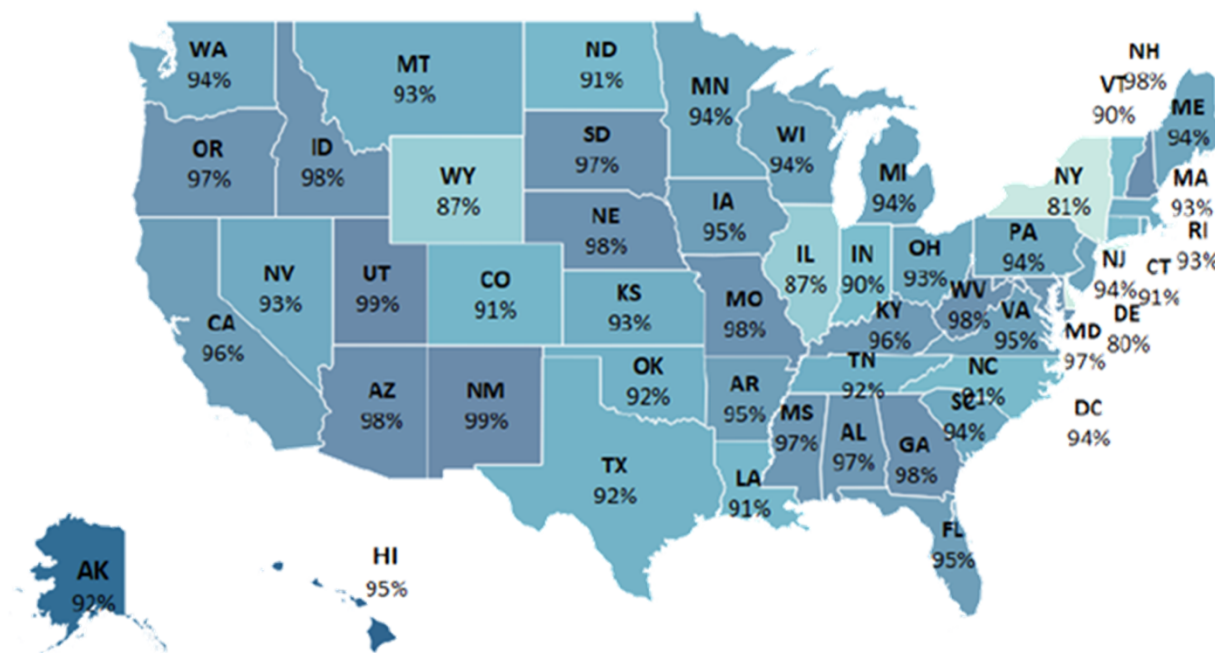 WA
94%
MT
93%
ND
91%
MN
94%
NH
98%
VT
90%
ME
94%
OR
97%
ID
98%
WY
87%
SD
97%
WI
94%
MI
94%
NY
81%
MA
93%
RI
93%
NE
98%
IA
95%
PA
94%
NV
93%
UT
99%
CO
91%
KS
93%
MO
98%
IL
87%
IN
90%
OH
93%
NJ
94%
CT
91%
WV
98%
VA
95%
DE
80%
MD
97%
CA
96%
KY
96%
AZ
98%
NM
99%
OK
92%
AR
95%
TN
92%
NC
91%
SC
94%
DC
94%
MS
97%
AL
97%
GA
98%
TX
92%
LA
91%
FL
95%
AK
92%
HI
95%